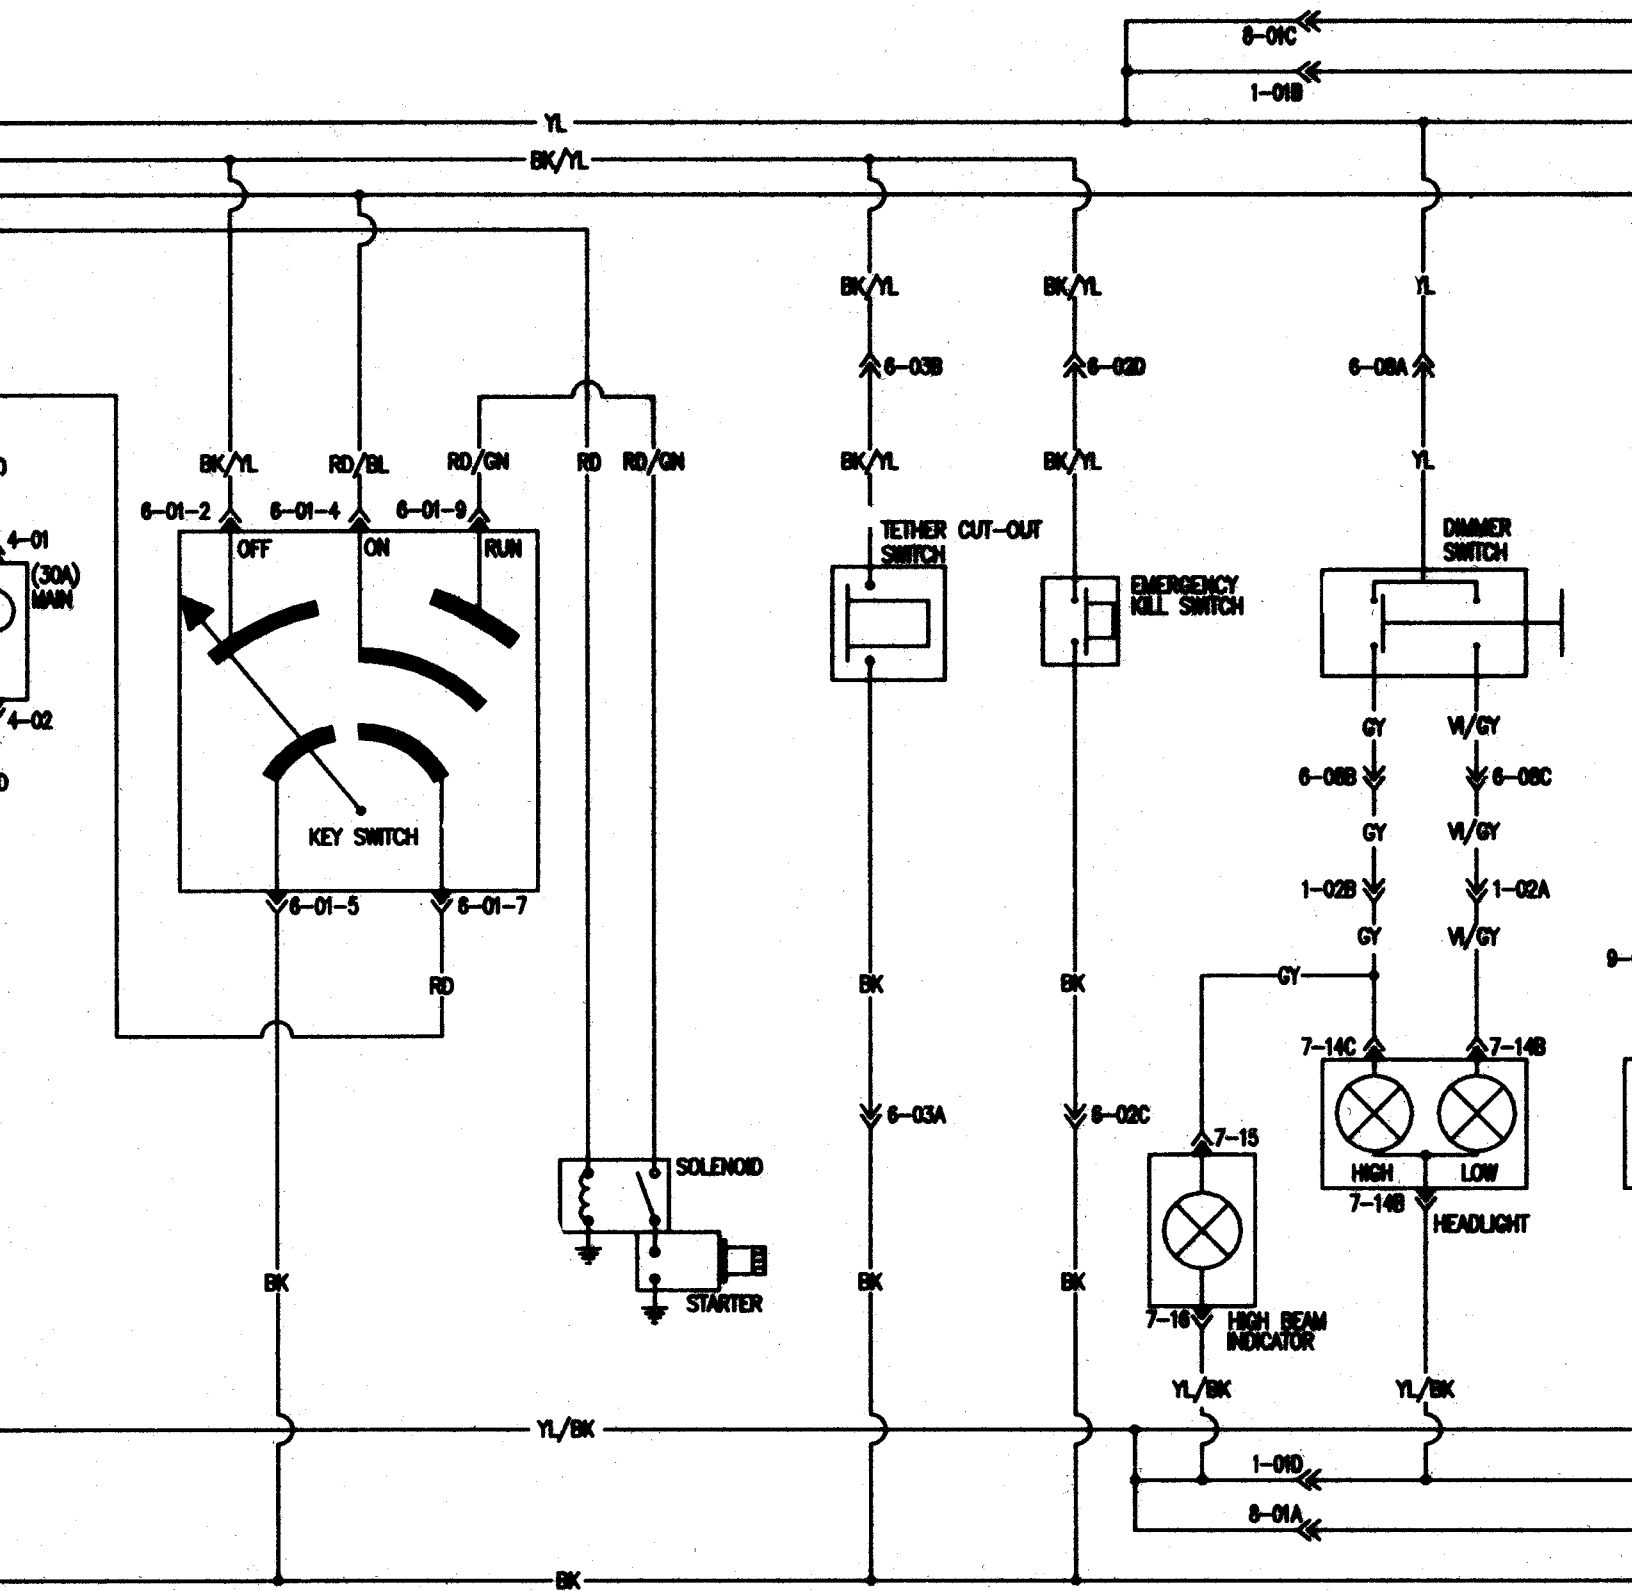 8-01C
1-01B
YL
BK/YL
BK/YL
BK/YL
YL
6-03B
6-02D
6-08A
BK/YL
RD/BL
RD/GN
RD
RD/GN
BK/YL
BK/YL
YL
6-01-2
6-01-4
6-01-9
OFF
ON
RUN
4-01
(30A)
MAIN
4-02
TETHER CUT-OUT
SWITCH
EMERGENCY
KILL SWITCH
DIMMER
SWITCH
GY
VI/GY
6-08B
6-08C
GY
VI/GY
1-02B
1-02A
GY
VI/GY
KEY SWITCH
6-01-5
6-01-7
RD
BK
BK
GY
7-14C
7-14B
6-03A
6-02C
7-15
HIGH
LOW
7-14B
HEADLIGHT
SOLENOID
STARTER
BK
BK
BK
7-16
HIGH BEAM
INDICATOR
YL/BK
YL/BK
YL/BK
1-01D
8-01A
BK